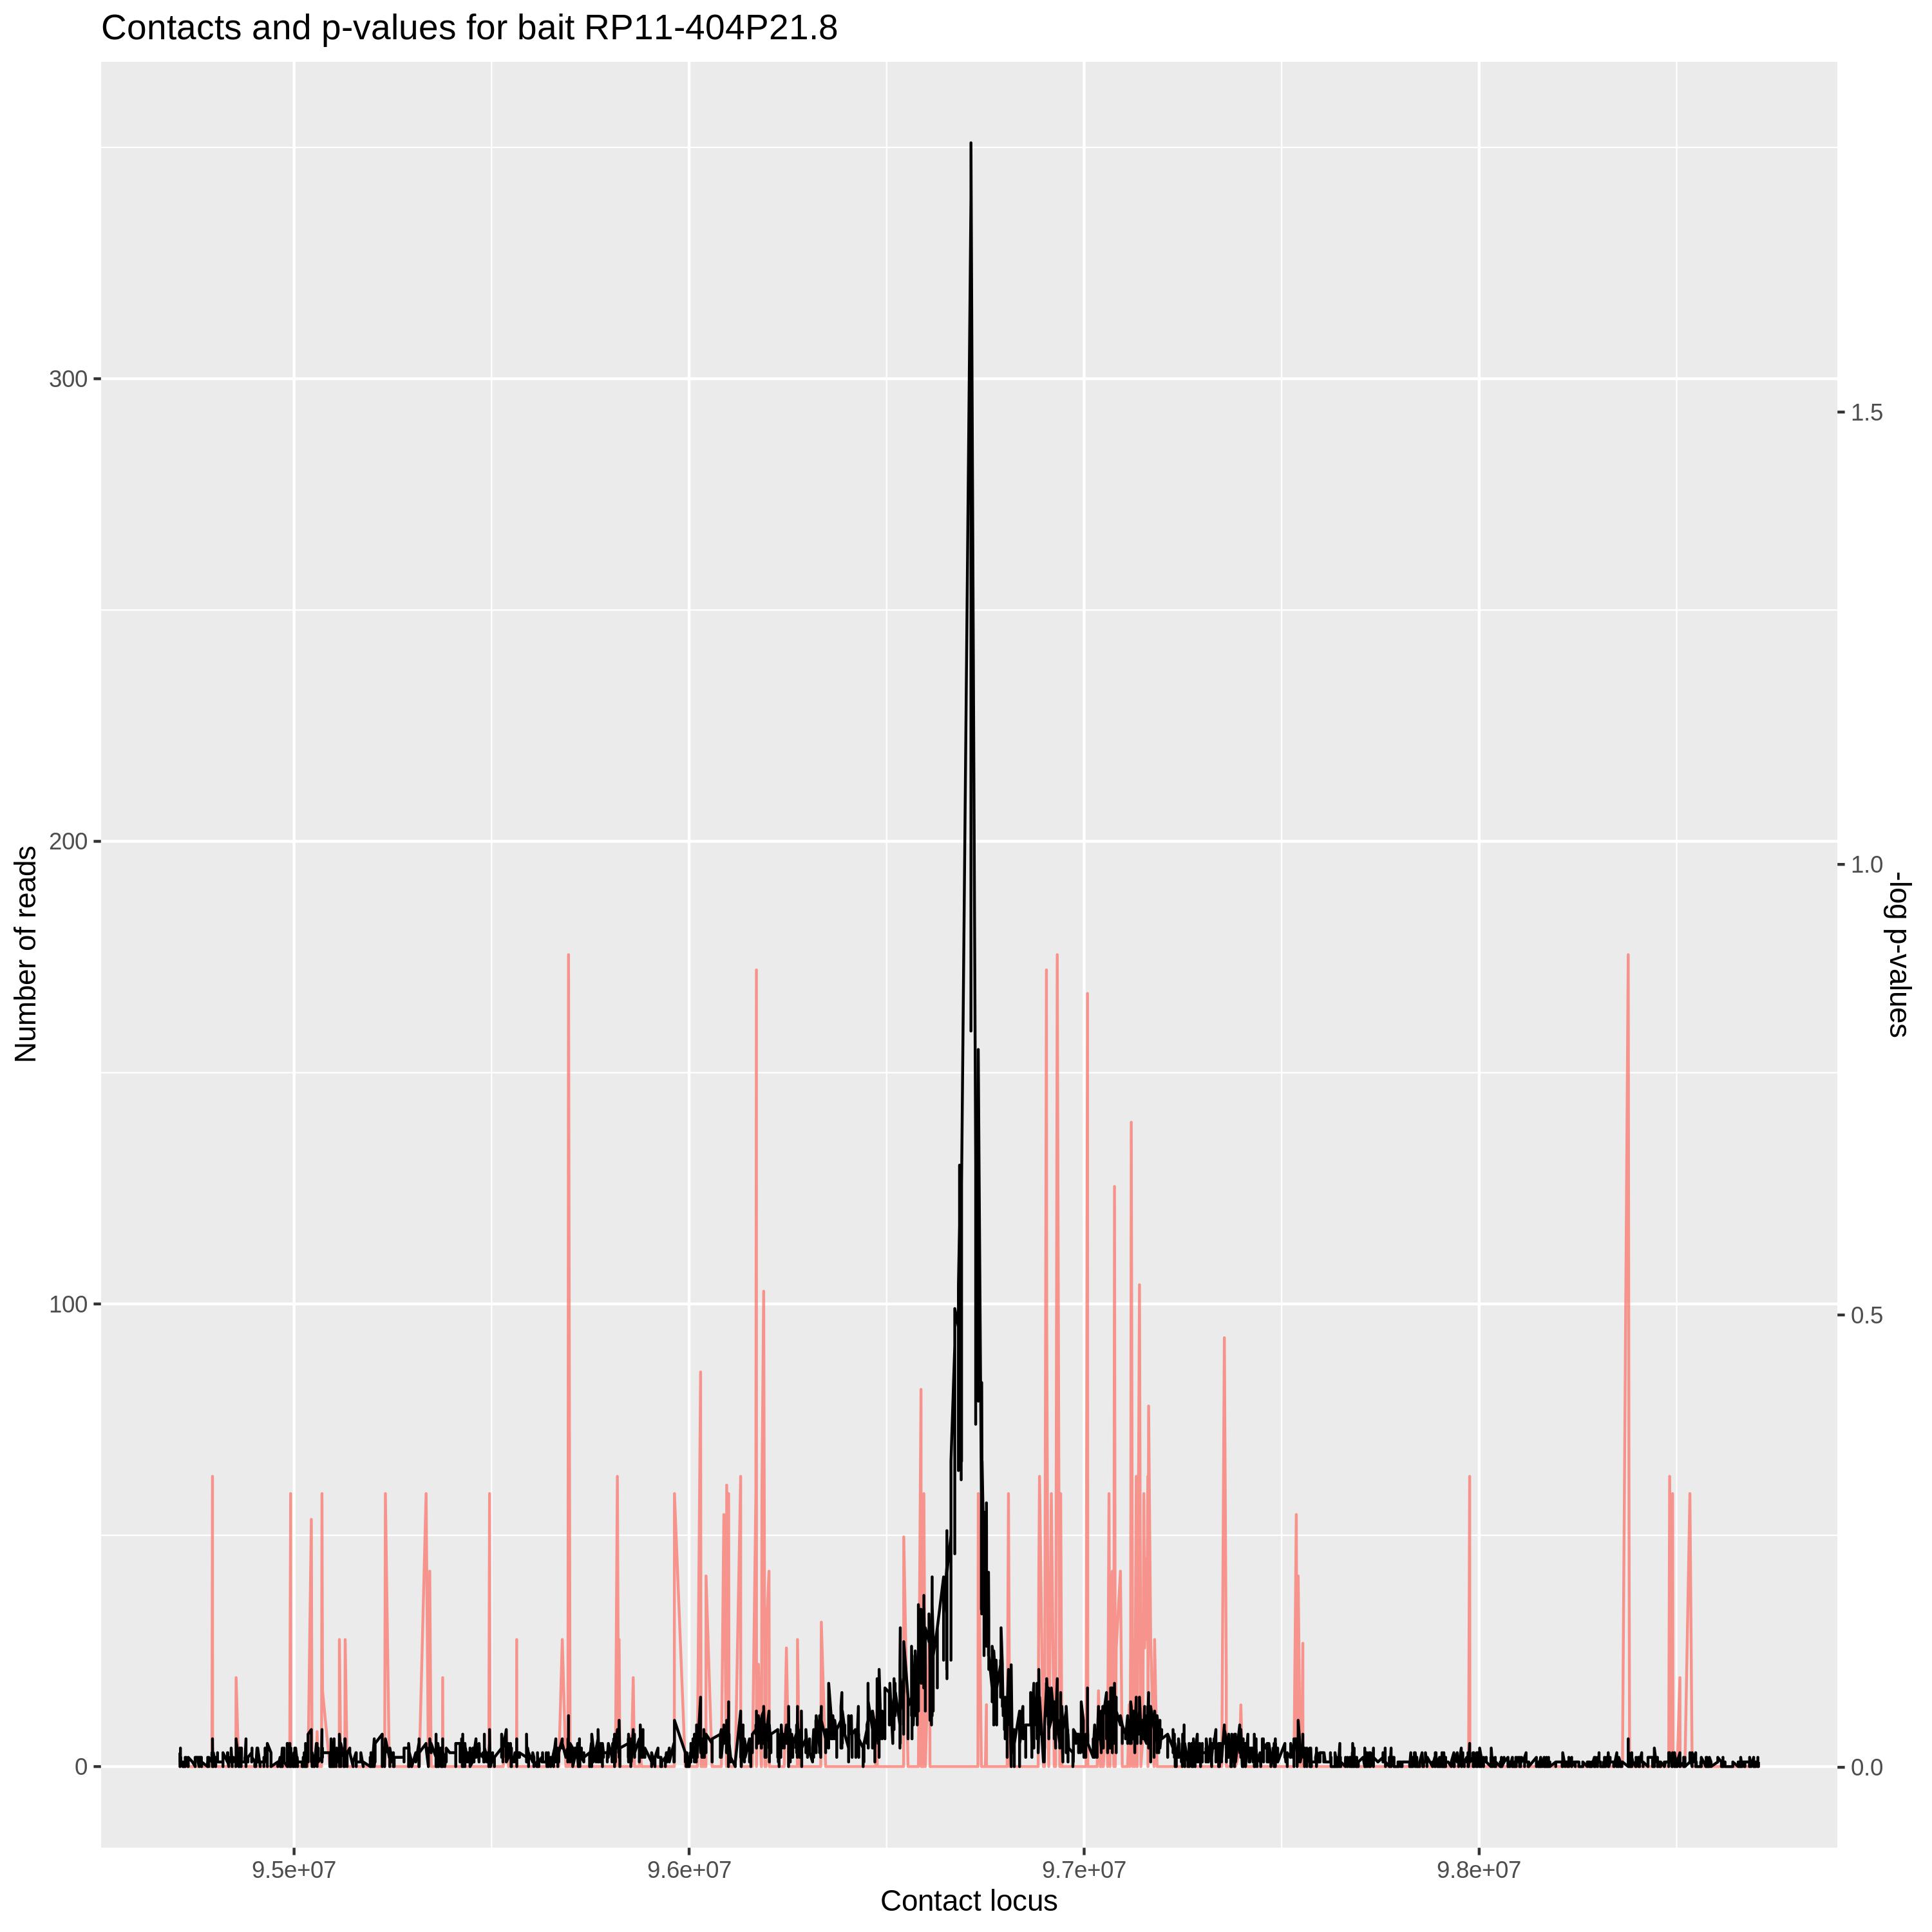 Contacts and p-values for bait RP11-404P21.8
300
200
100
0
Number of reads
1.5
1.0
0.5
0.0
-log p-values
9.5e+07
9.6e+07
9.7e+07
9.8e+07
Contact locus